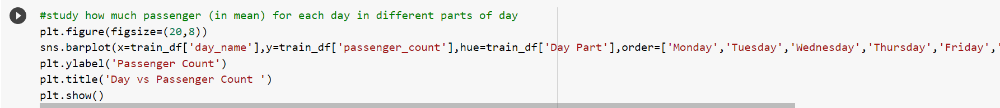 #study how much passenger (in mean) for each day in different parts of day
plt.figure(figsize=(20,8))
sns.barplot(x=train_df['day_name'],y=train_df['passenger_count'],hue=train_df['Day Part'],order=['Monday','Tuesday','Wednesday','Thursday','Friday','
plt.ylabel('Passenger Count')
plt.title('Day vs Passenger Count ')
plt.show()